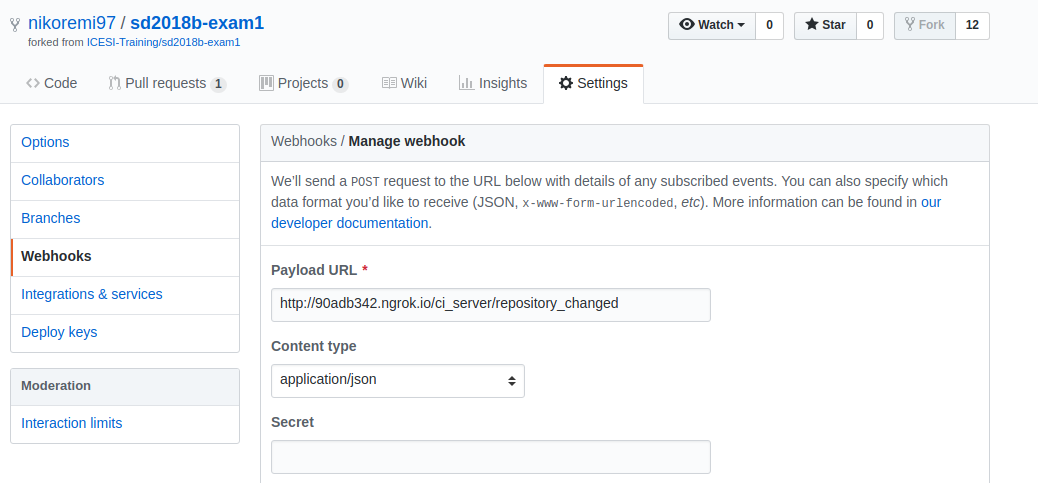 nikoremi97 / sd2018b-exam1
Watch 0 Star 0 Fork 12
forked from ICESI-Training/sd2018b-exam1
Code Pull requests 1 Projects 0 Wiki Insights Settings
Options
Collaborators
Branches
Webhooks
Integrations & services
Deploy keys
Moderation
Interaction limits
Webhooks / Manage webhook
We’ll send a POST request to the URL below with details of any subscribed events. You can also specify which
data format you’d like to receive (JSON, x-www-form-urlencoded, etc). More information can be found in our
developer documentation.
Payload URL *
http://90adb342.ngrok.io/ci_server/repository_changed
Content type
application/json
Secret